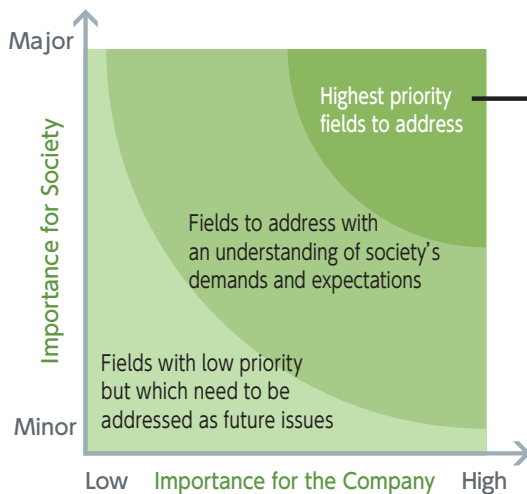 Major
Importance for Society
Highest priority
fields to address
Fields to address with
an understanding of society's
demands and expectations
Fields with low priority
but which need to be
addressed as future issues
Minor
Low Importance for the Company High